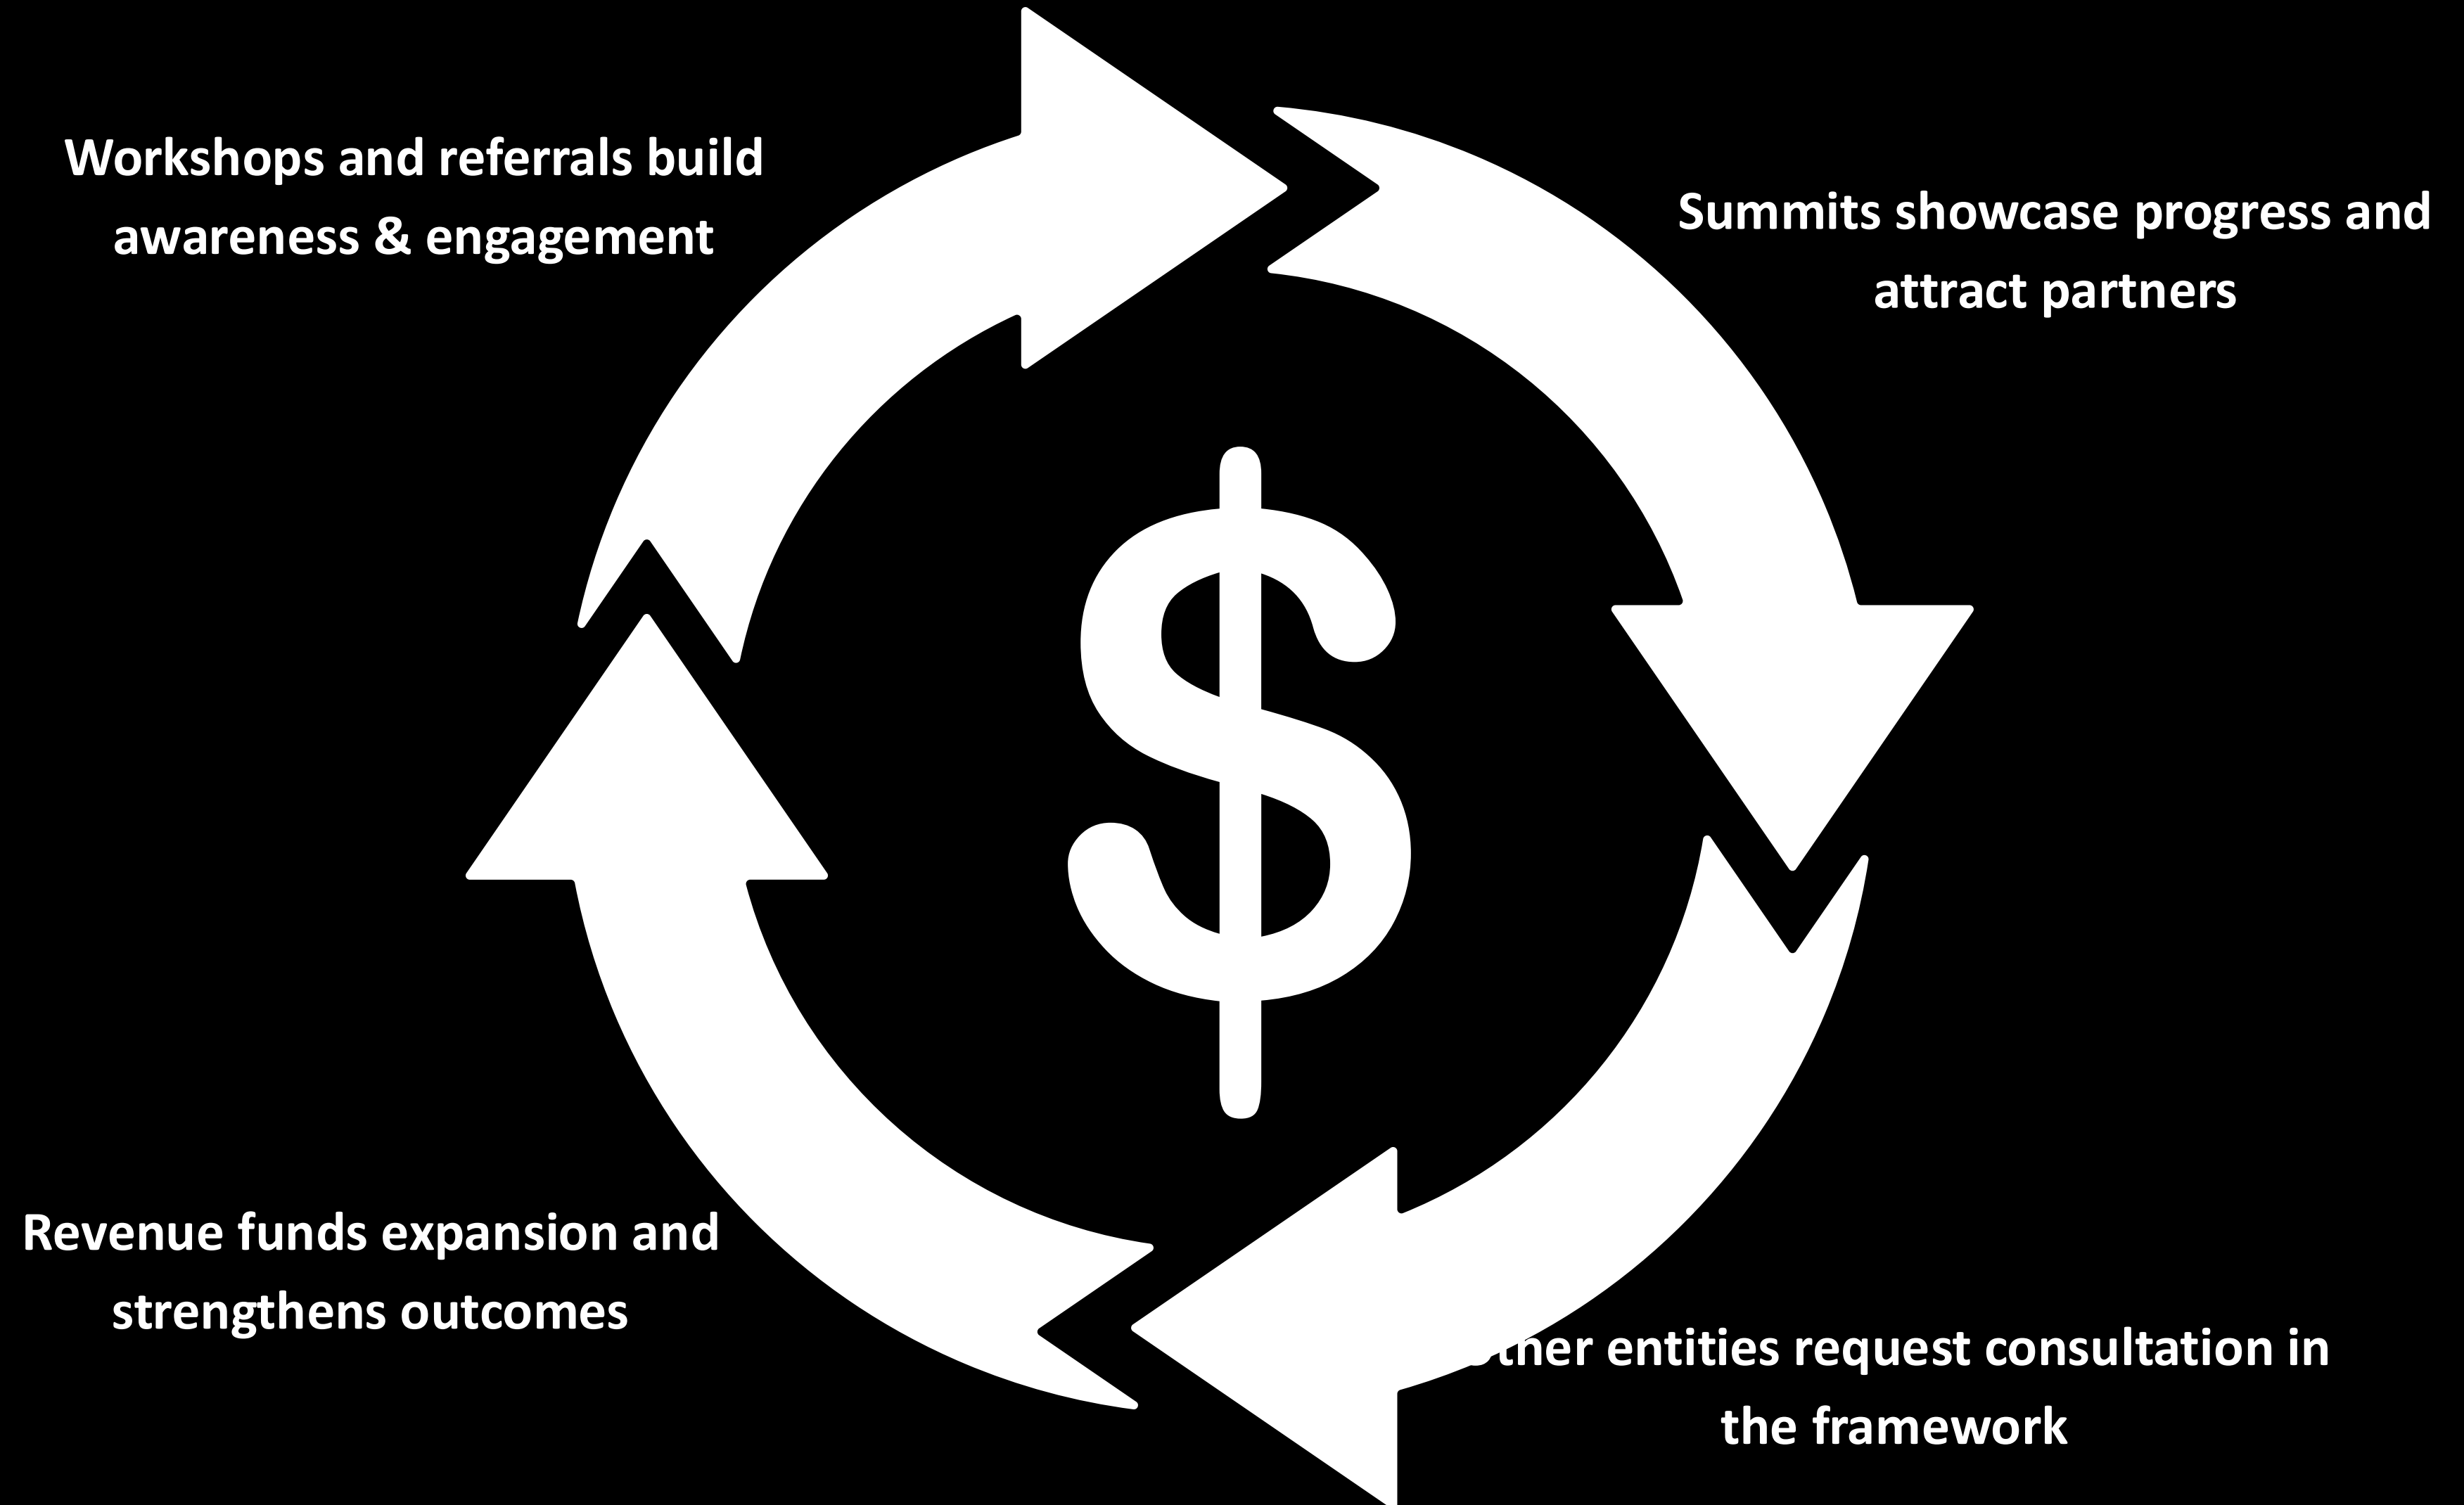 Workshops and referrals build
awareness & engagement
Summits showcase progress and
attract partners
$
Revenue funds expansion and
strengthens outcomes
entities request consultation in
the framework